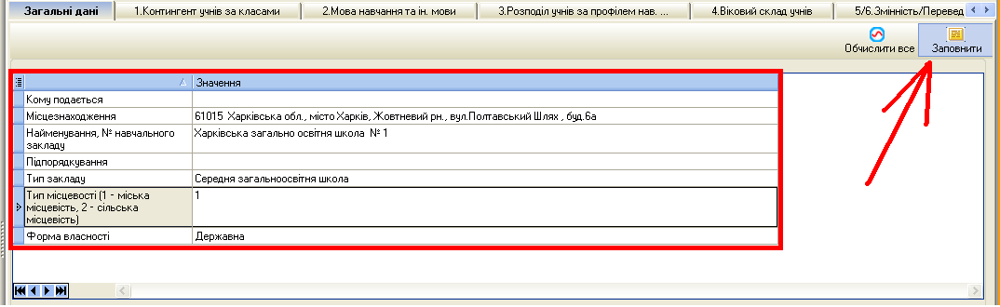 Загальні дані
1.Контингент учнів за класами
2.Мова навчання та ін. мови
3.Розподіл учнів за профілем нав. ...
4.Віковий склад учнів
5/6.Змінність/Перевед
Обчислити все
Заповнити
Значення
Кому подається
Місцезнаходження 61015 Харківська обл., місто Харків, Жовтневий рн., вул.Полтавський Шлях , буд.6а
Найменування, № навчального Харківська загально освітня школа № 1
закладу
Підпорядкування
Тип закладу Середня загальноосвітня школа
Тип місцевості (1 - міська 1
місцевість, 2 - сільська
місцевість)
Форма власності Державна